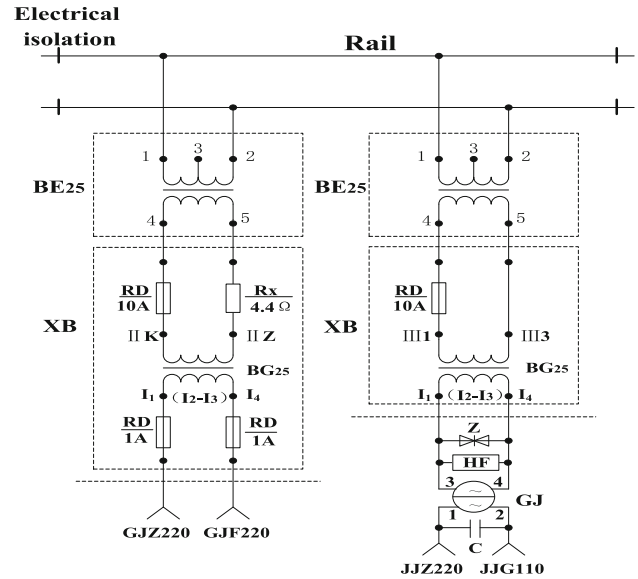 Electrical
isolation
Rail
1 3 2
1 3 2
BE25
BE25
4 5
4 5
RD
10A
Rx
4.4 Ω
RD
10A
XB
XB
II K
II Z
III1
III3
BG25
BG25
I1 (I2-I3) I4
I1 (I2-I3) I4
RD
1A
RD
1A
Z
HF
3 4
GJ
1 2
C
GJZ220
GJF220
JJZ220
JJG110